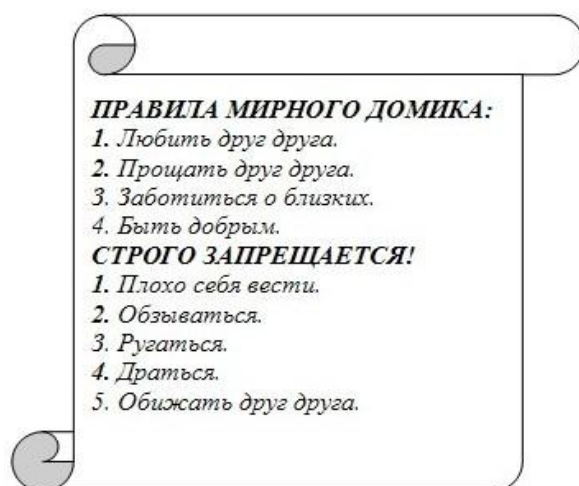 ПРАВИЛА МИРНОГО ДОМИКА:
1. Любить друг друга.
2. Прощать друг друга.
3. Заботиться о близких.
4. Быть добрым.
СТРОГО ЗАПРЕЩАЕТСЯ!
1. Плохо себя вести.
2. Обзываться.
3. Ругаться.
4. Драться.
5. Обижать друг друга.